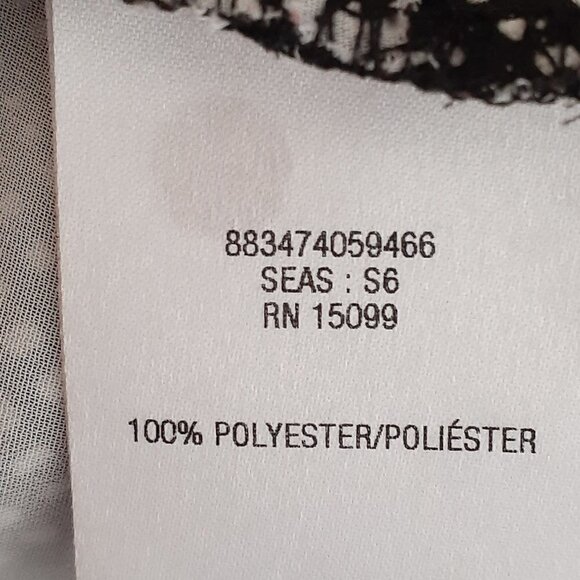 883474059466
SEAS : S6
RN 15099
100% POLYESTER/POLIÉSTER